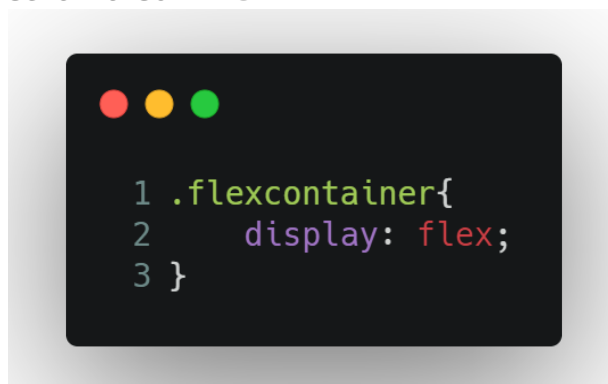 1 .flexcontainer{
2     display: flex;
3 }